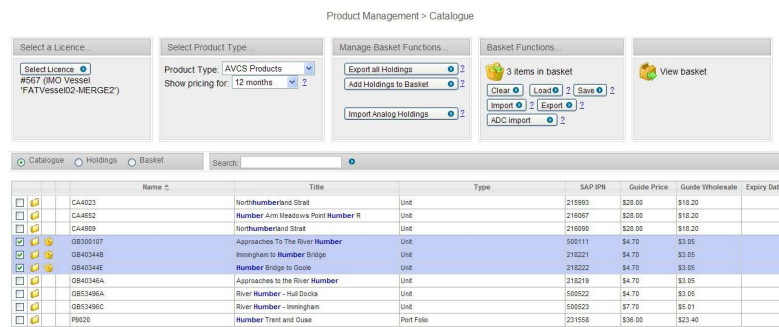 Product Management > Catalogue
Select a Licence...
Select Product Type...
Manage Basket Functions...
Basket Functions...
Select Licence
#567 (IMO Vessel
'FATVessel02-MERGE2')
Product Type: AVCS Products
Show pricing for: 12 months ?
Export all Holdings ?
Add Holdings to Basket ?
Import Analog Holdings ?
3 items in basket
Clear Load ? Save ?
Import ? Export ?
ADC import ?
View basket
Catalogue Holdings Basket Search:
Name Title Type SAP IPN Guide Price Guide Wholesale Expiry Dat
CA4023 Northhumberland Strait Unit 215993 $28.00 $18.20
CA4652 Humber Arm Meadows Point Humber R Unit 216067 $28.00 $18.20
CA4909 Northumberland Strait Unit 216090 $28.00 $18.20
GB300107 Approaches To The River Humber Unit 500111 $4.70 $3.05
GB40344B Immingham to Humber Bridge Unit 218221 $4.70 $3.05
GB40344E Humber Bridge to Goole Unit 218222 $4.70 $3.05
GB40346A Approaches to the River Humber Unit 218219 $4.70 $3.05
GB53496A River Humber - Hull Docks Unit 500522 $4.70 $3.05
GB53496C River Humber - Immingham Unit 500523 $7.70 $5.01
P9020 Humber Trent and Ouse Port Folio 231558 $36.00 $23.40